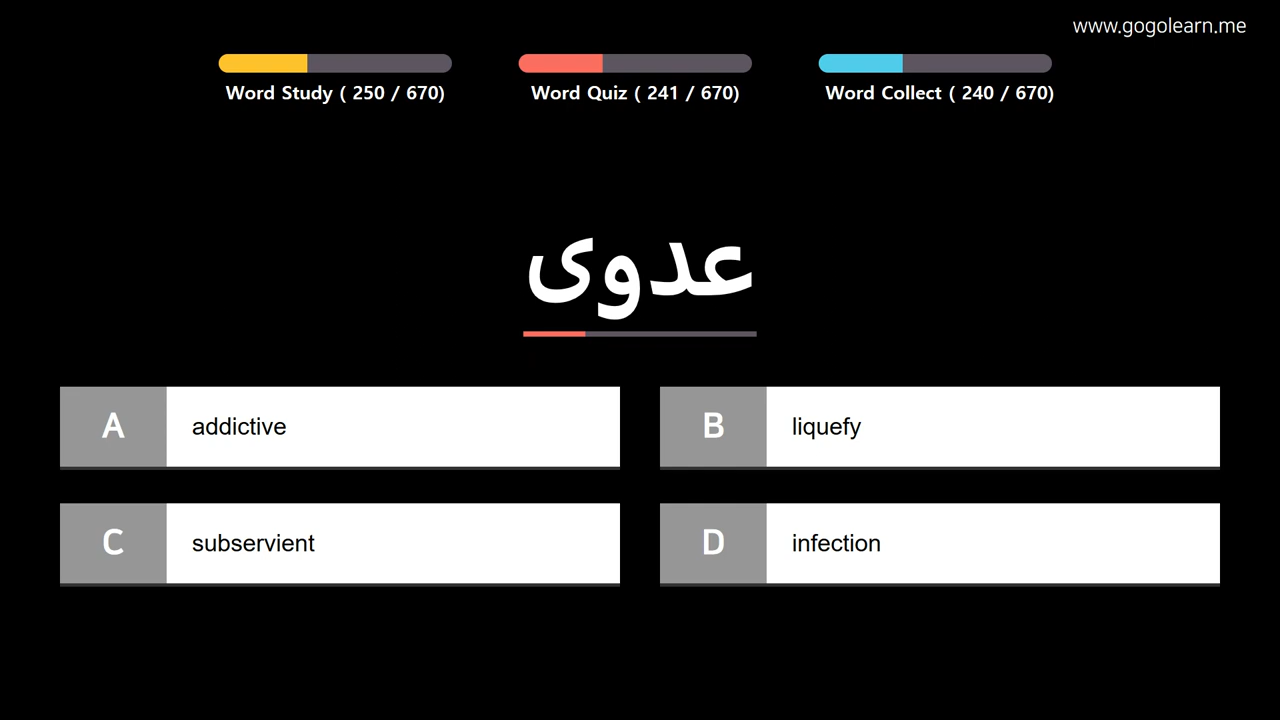 www.gogolearn.me
Word Study ( 250 / 670)
Word Quiz ( 241 / 670)
Word Collect ( 240 / 670)
عدوى
A addictive
B liquefy
C subservient
D infection